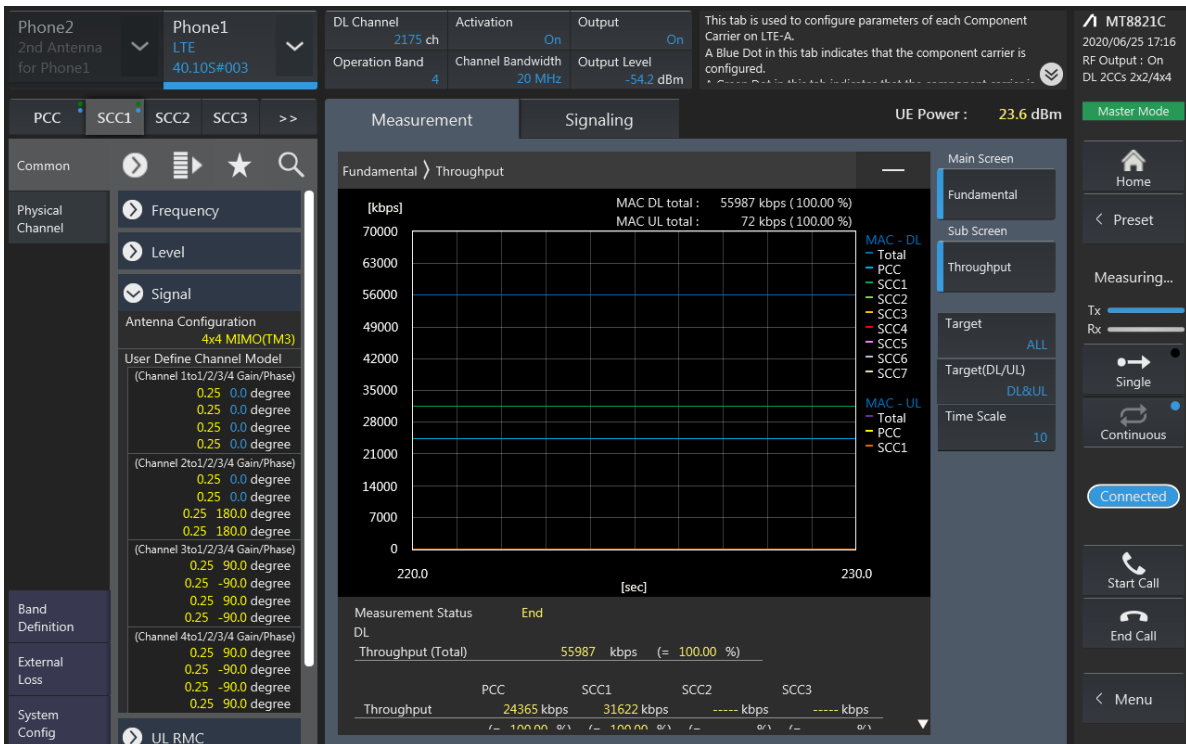 Phone2
2nd Antenna
for Phone1
Phone1
LTE
40.10S#003
DL Channel
2175 ch
Activation
On
Output
On
Operation Band
4
Channel Bandwidth
20 MHz
Output Level
-54.2 dBm
This tab is used to configure parameters of each Component
Carrier on LTE-A.
A Blue Dot in this tab indicates that the component carrier is
configured.
MT8821C
2020/06/25 17:16
RF Output : On
DL 2CCs 2x2/4x4
Master Mode
PCC SCC1 SCC2 SCC3 >>
Measurement
Signaling
UE Power : 23.6 dBm
Common
Physical
Channel
Frequency
Level
Signal
Antenna Configuration
4x4 MIMO(TM3)
User Define Channel Model
(Channel 1to1/2/3/4 Gain/Phase)
0.25 0.0 degree
0.25 0.0 degree
0.25 0.0 degree
0.25 0.0 degree
(Channel 2to1/2/3/4 Gain/Phase)
0.25 0.0 degree
0.25 0.0 degree
0.25 180.0 degree
0.25 180.0 degree
(Channel 3to1/2/3/4 Gain/Phase)
0.25 90.0 degree
0.25 -90.0 degree
0.25 90.0 degree
0.25 -90.0 degree
(Channel 4to1/2/3/4 Gain/Phase)
0.25 90.0 degree
0.25 -90.0 degree
0.25 -90.0 degree
0.25 90.0 degree
UL RMC
Band
Definition
External
Loss
System
Config
Fundamental 〉 Throughput
[kbps]
MAC DL total : 55987 kbps ( 100.00 %)
MAC UL total : 72 kbps ( 100.00 %)
70000
63000
56000
49000
42000
35000
28000
21000
14000
7000
0
220.0
230.0
[sec]
MAC - DL
Total
PCC
SCC1
SCC2
SCC3
SCC4
SCC5
SCC6
SCC7
MAC - UL
Total
PCC
SCC1
Measurement Status End
DL
Throughput (Total) 55987 kbps (= 100.00 %)
PCC SCC1 SCC2 SCC3
Throughput 24365 kbps 31622 kbps ----- kbps ----- kbps
(= 100.00 %) (= 100.00 %) (= %) (= %)
Main Screen
Fundamental
Sub Screen
Throughput
Target
ALL
Target(DL/UL)
DL&UL
Time Scale
10
Home
< Preset
Measuring...
Tx
Rx
Single
Continuous
Connected
Start Call
End Call
< Menu